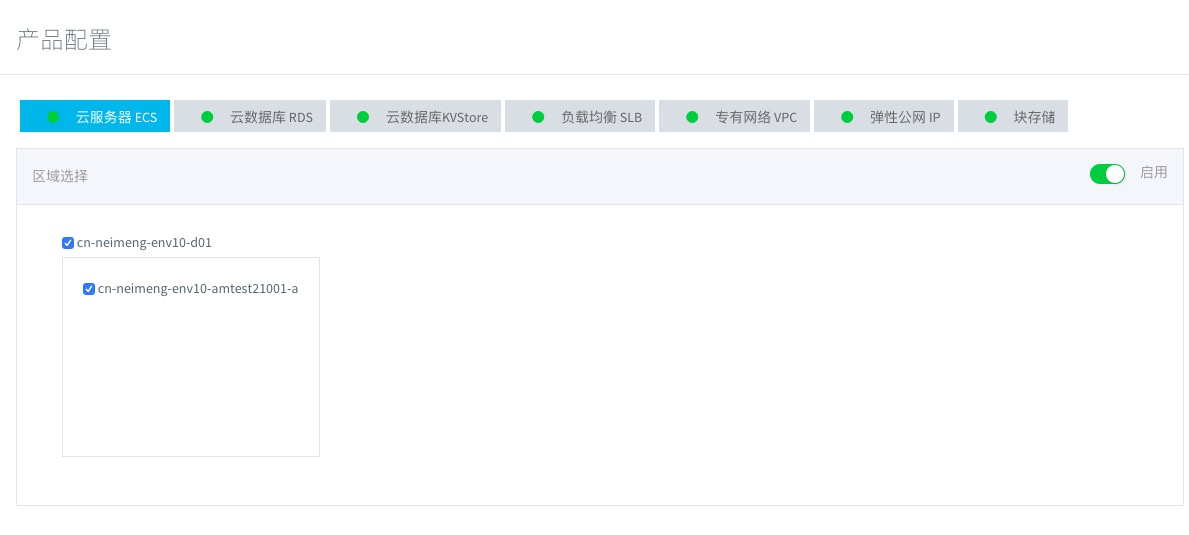 产品配置
云服务器 ECS 云数据库 RDS 云数据库KVStore 负载均衡 SLB 专有网络 VPC 弹性公网 IP 块存储
区域选择 启用
cn-neimeng-env10-d01
cn-neimeng-env10-amtest21001-a